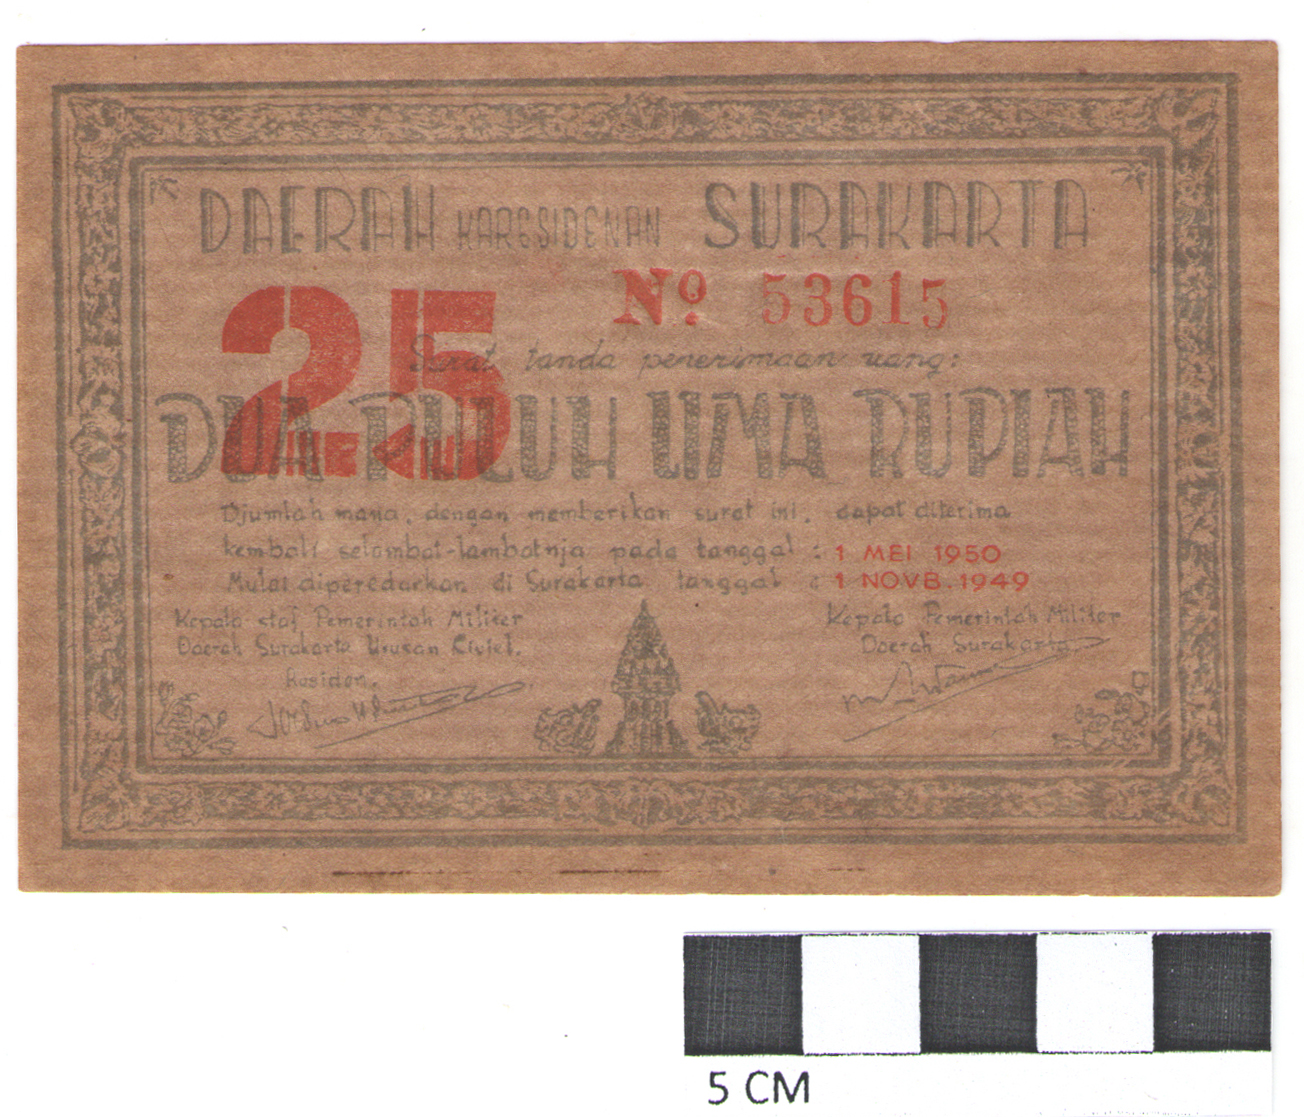 DAERAH KARESIDENAN SURAKARTA
25
No 53615
Surat tanda penerimaan uang:
DUA PULUH LIMA RUPIAH
Djumlah mana, dengan memberikan surat ini, dapat diterima
kembali selambat-lambatnja pada tanggal : 1 MEI 1950
Mulai diperedarkan di Surakarta tanggal : 1 NOVB. 1949
Kepala staf Pemerintah Militer
Daerah Surakarta Urusan Civiel.
Residen.
Kepala Pemerintah Militer
Daerah Surakarta.
5 CM